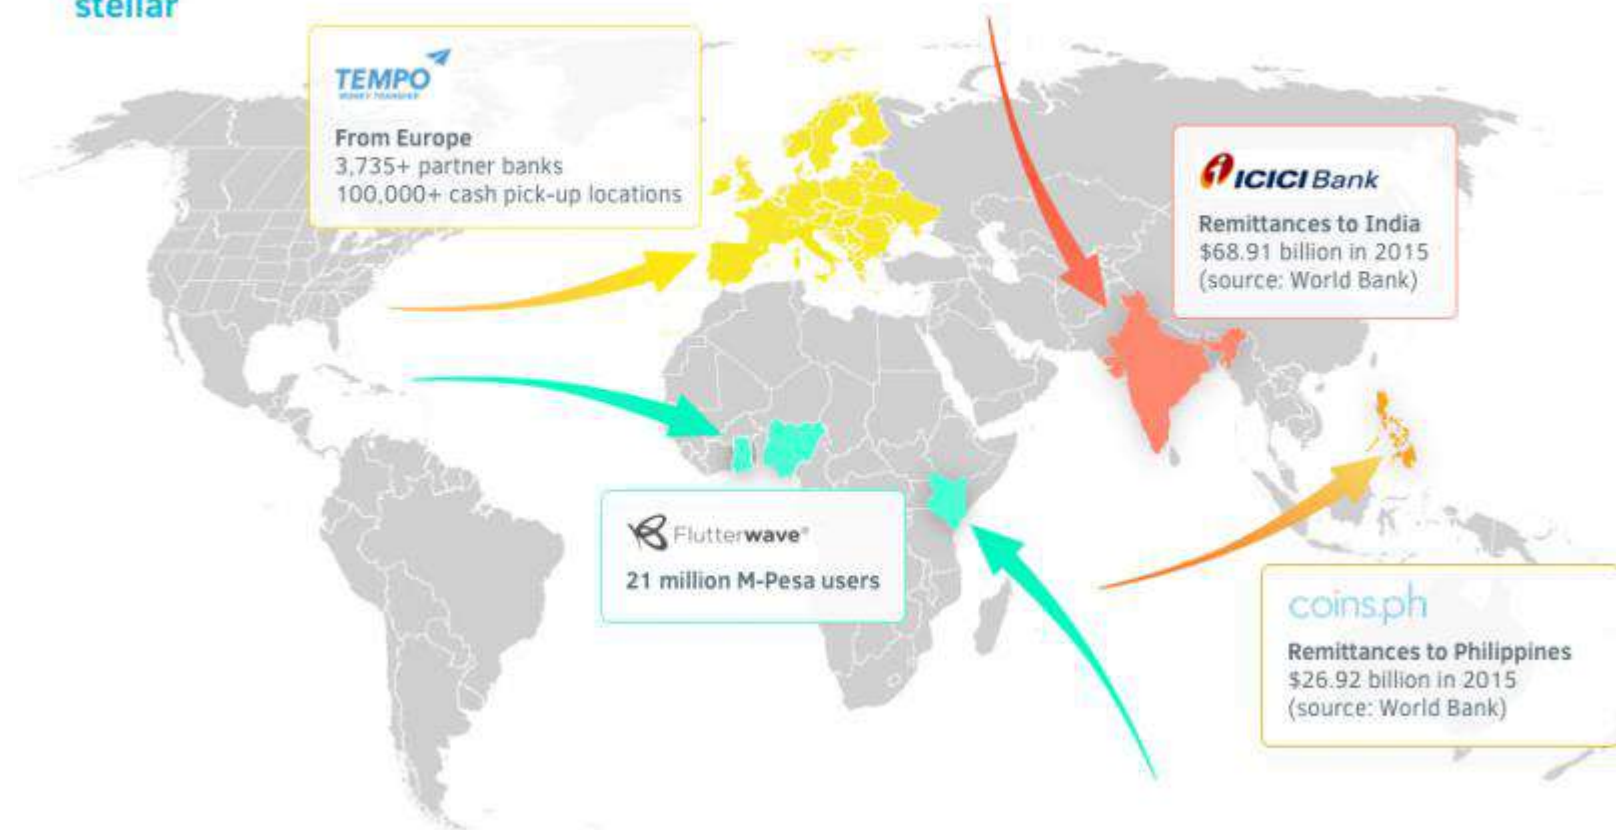 stellar
TEMPO
MONEY TRANSFER
From Europe
3,735+ partner banks
100,000+ cash pick-up locations
ICICI Bank
Remittances to India
$68.91 billion in 2015
(source: World Bank)
Flutterwave®
21 million M-Pesa users
coins.ph
Remittances to Philippines
$26.92 billion in 2015
(source: World Bank)